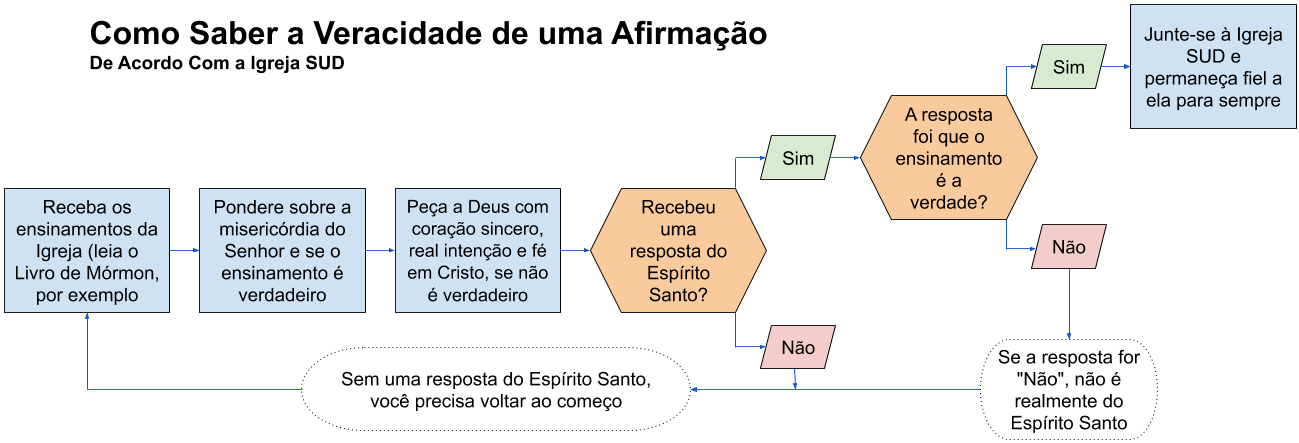 Como Saber a Veracidade de uma Afirmação
De Acordo Com a Igreja SUD
Receba os
ensinamentos da
Igreja (leia o
Livro de Mórmon,
por exemplo
Pondere sobre a
misericórdia do
Senhor e se o
ensinamento é
verdadeiro
Peça a Deus com
coração sincero,
real intenção e fé
em Cristo, se não
é verdadeiro
Recebeu
uma
resposta do
Espírito
Santo?
Sim
Não
A resposta
foi que o
ensinamento
é a
verdade?
Sim
Não
Junte-se à Igreja
SUD e
permaneça fiel a
ela para sempre
Se a resposta for
"Não", não é
realmente do
Espírito Santo
Sem uma resposta do Espírito Santo,
você precisa voltar ao começo